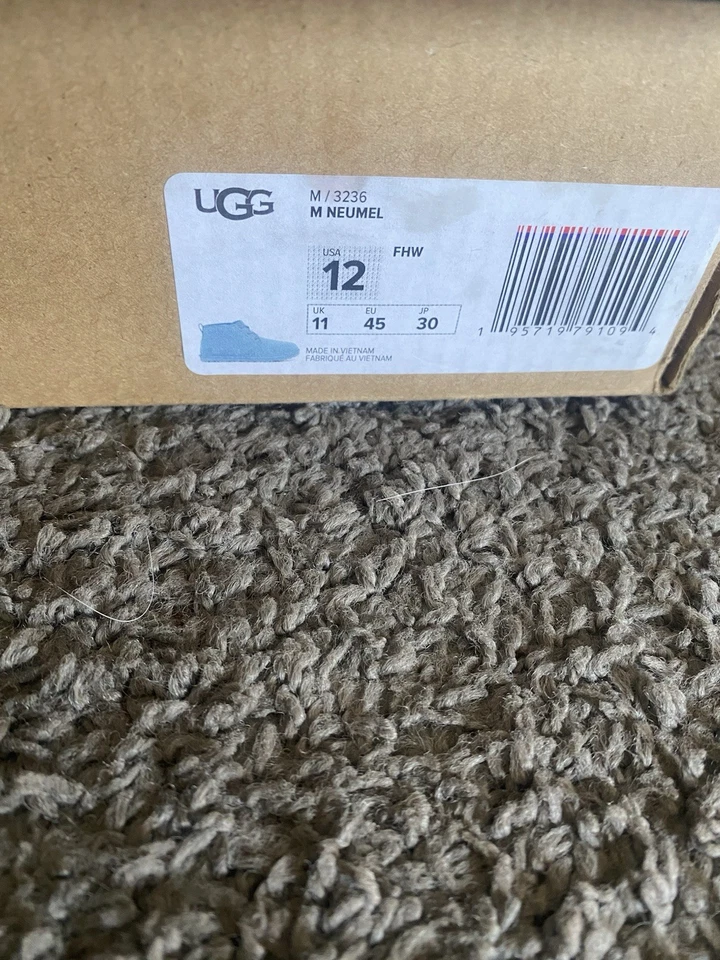 UGG
M / 3236
M NEUMEL
USA
12
FHW
UK EU JP
11 45 30
MADE IN VIETNAM
FABRIQUÉ AU VIETNAM
1 95719 79109 4